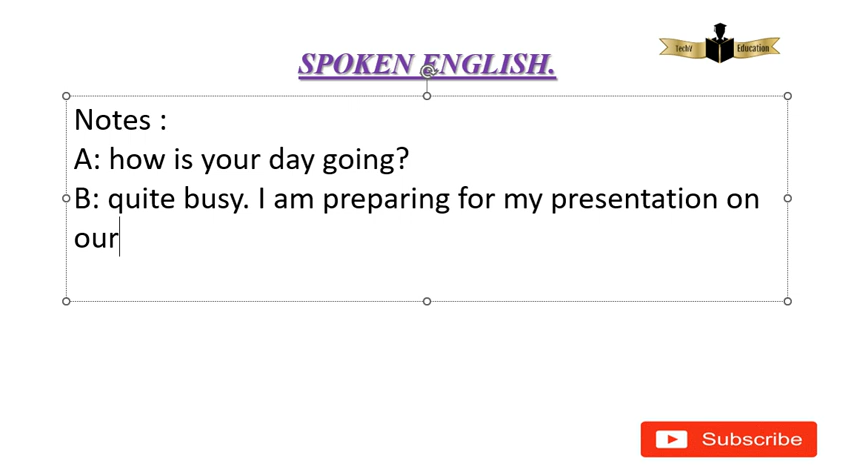 TechV Education
SPOKEN ENGLISH.
Notes :
A: how is your day going?
B: quite busy. I am preparing for my presentation on
our
Subscribe